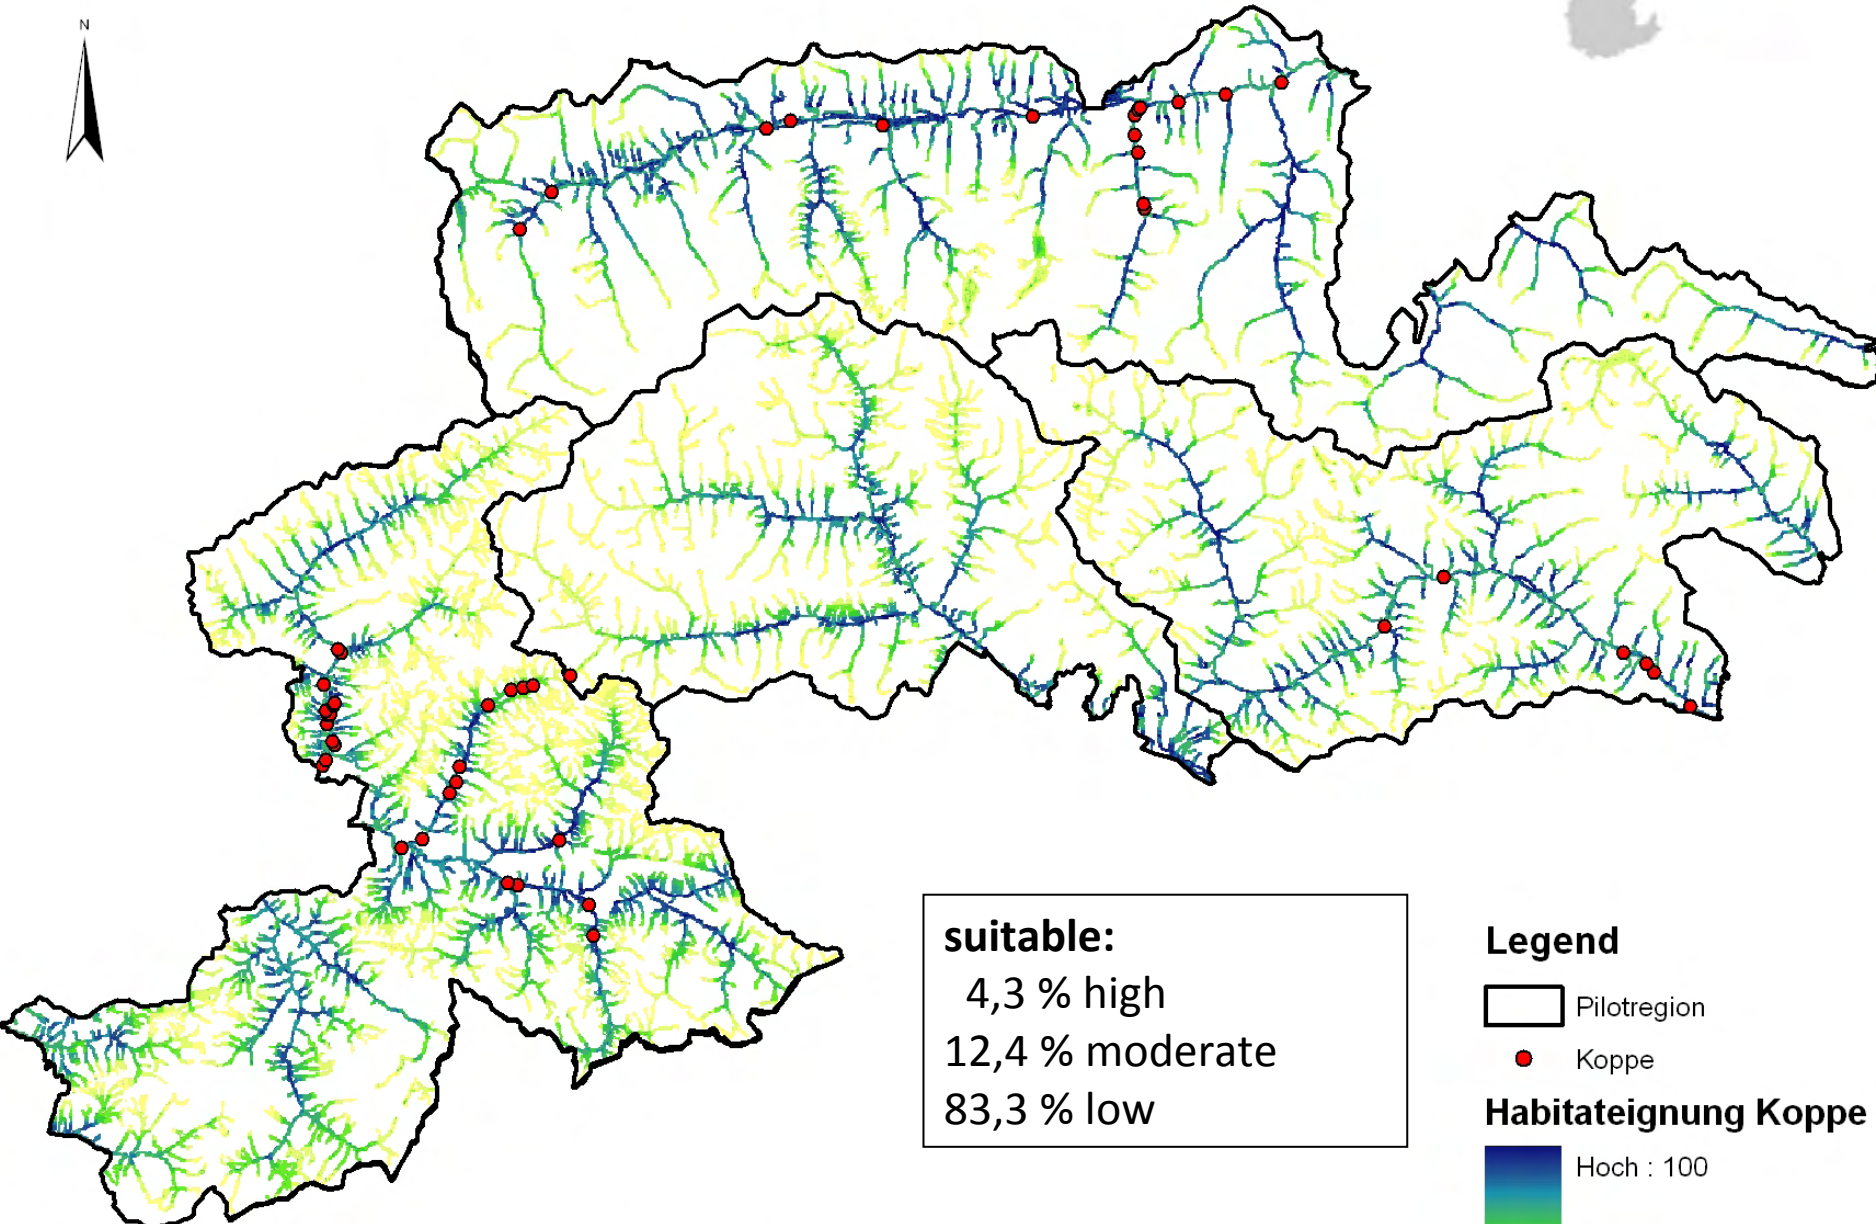 N
suitable:
4,3 % high
12,4 % moderate
83,3 % low
Legend
Pilotregion
Koppe
Habitateignung Koppe
Hoch : 100